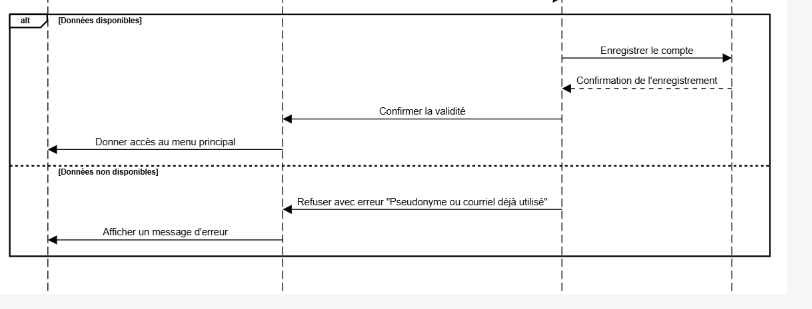 alt
[Données disponibles]
Enregistrer le compte
Confirmation de l'enregistrement
Confirmer la validité
Donner accès au menu principal
[Données non disponibles]
Refuser avec erreur "Pseudonyme ou courriel déjà utilisé"
Afficher un message d'erreur